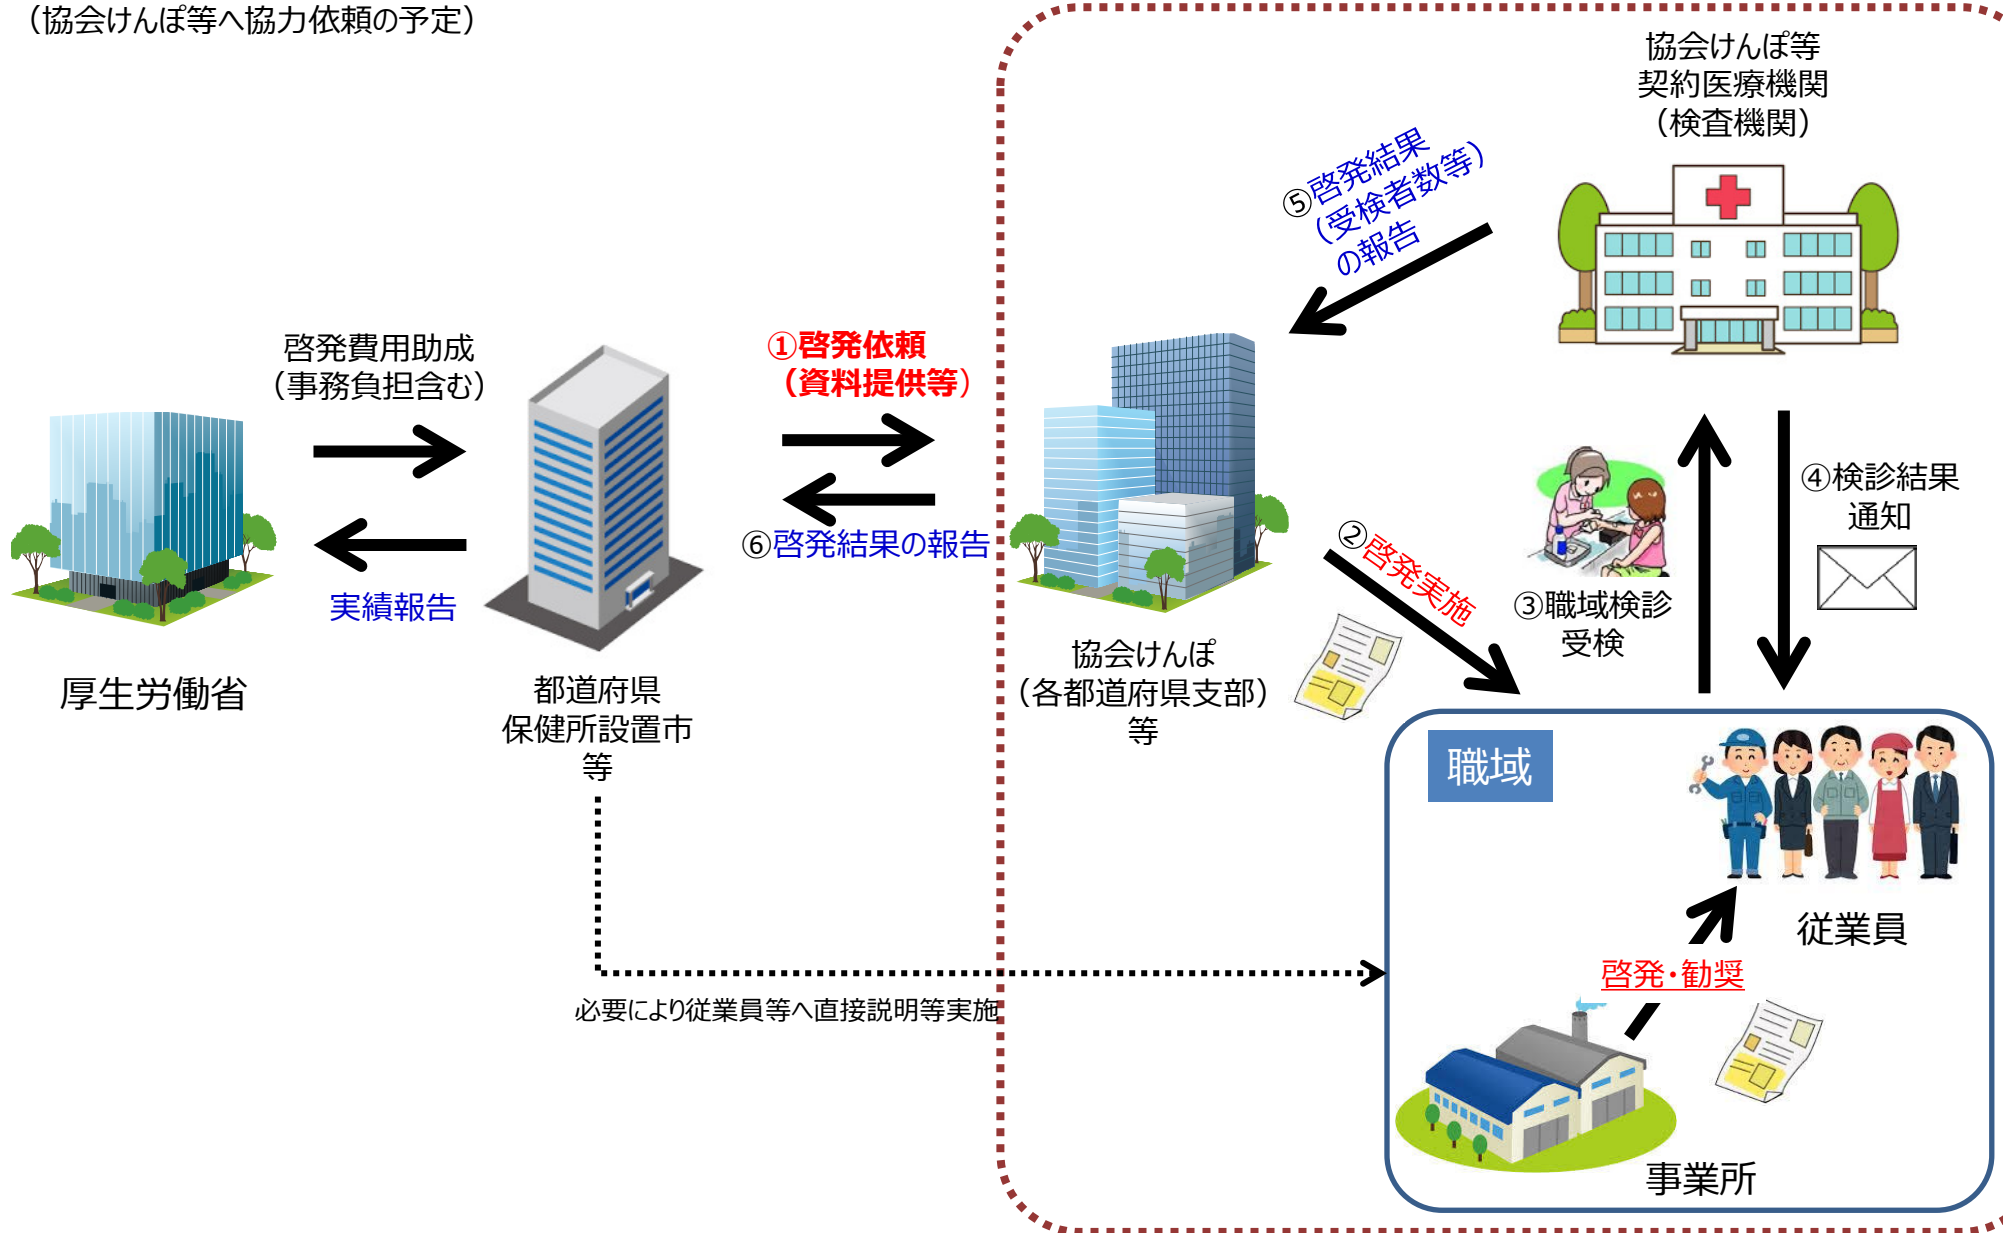 （協会けんぽ等へ協力依頼の予定）
協会けんぽ等
契約医療機関
（検査機関）
⑤啓発結果
（受検者数等）
の報告
啓発費用助成
（事務負担含む）
①啓発依頼
（資料提供等）
⑥啓発結果の報告
実績報告
②啓発実施
③職域検診
受検
④検診結果
通知
厚生労働省
都道府県
保健所設置市
等
協会けんぽ
（各都道府県支部）
等
職域
従業員
啓発・勧奨
必要により従業員等へ直接説明等実施
事業所